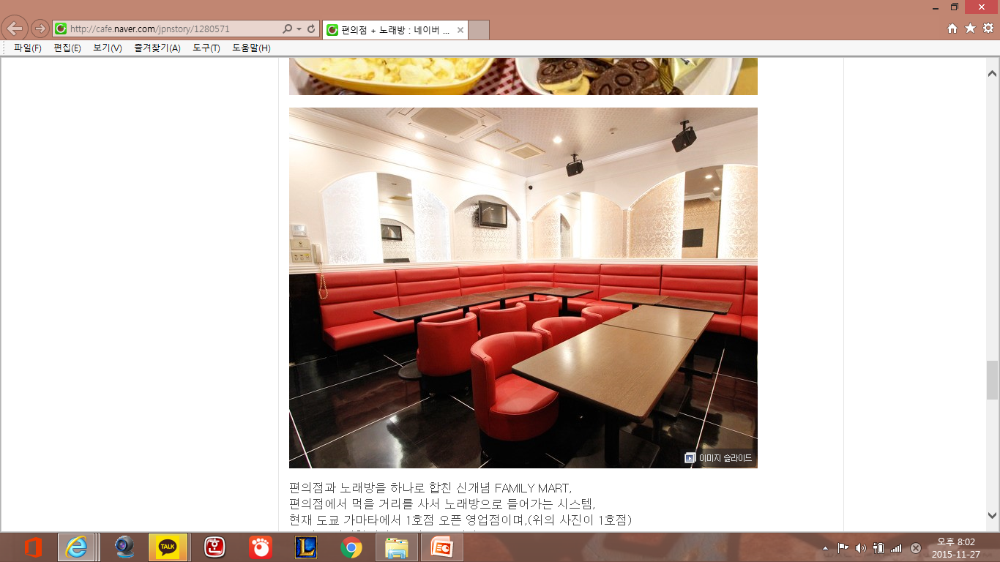 http://cafe.naver.com/jpnstory/1280571
편의점 + 노래방 : 네이버 ...
파일(F) 편집(E) 보기(V) 즐겨찾기(A) 도구(T) 도움말(H)
이미지 슬라이드
편의점과 노래방을 하나로 합친 신개념 FAMILY MART,
편의점에서 먹을 거리를 사서 노래방으로 들어가는 시스템,
현재 도쿄 가마타에서 1호점 오픈 영업점이며,(위의 사진이 1호점)
TALK
L
오후 8:02
2015-11-27